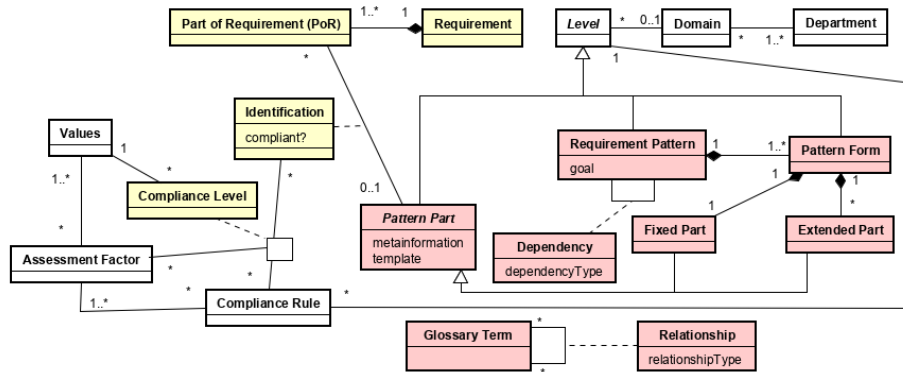 Part of Requirement (PoR)
1..*
1
Requirement
Level
*
0..1
Domain
*
1..*
Department
*
1
Identification
compliant?
Values
1
*
1..*
Compliance Level
*
0..1
*
Requirement Pattern
goal
1
1..*
Pattern Form
1
1
1
*
Pattern Part
metainformation
template
Dependency
dependencyType
Fixed Part
Extended Part
*
Assessment Factor
*
*
1..*
*
Compliance Rule
*
Glossary Term
*
*
Relationship
relationshipType